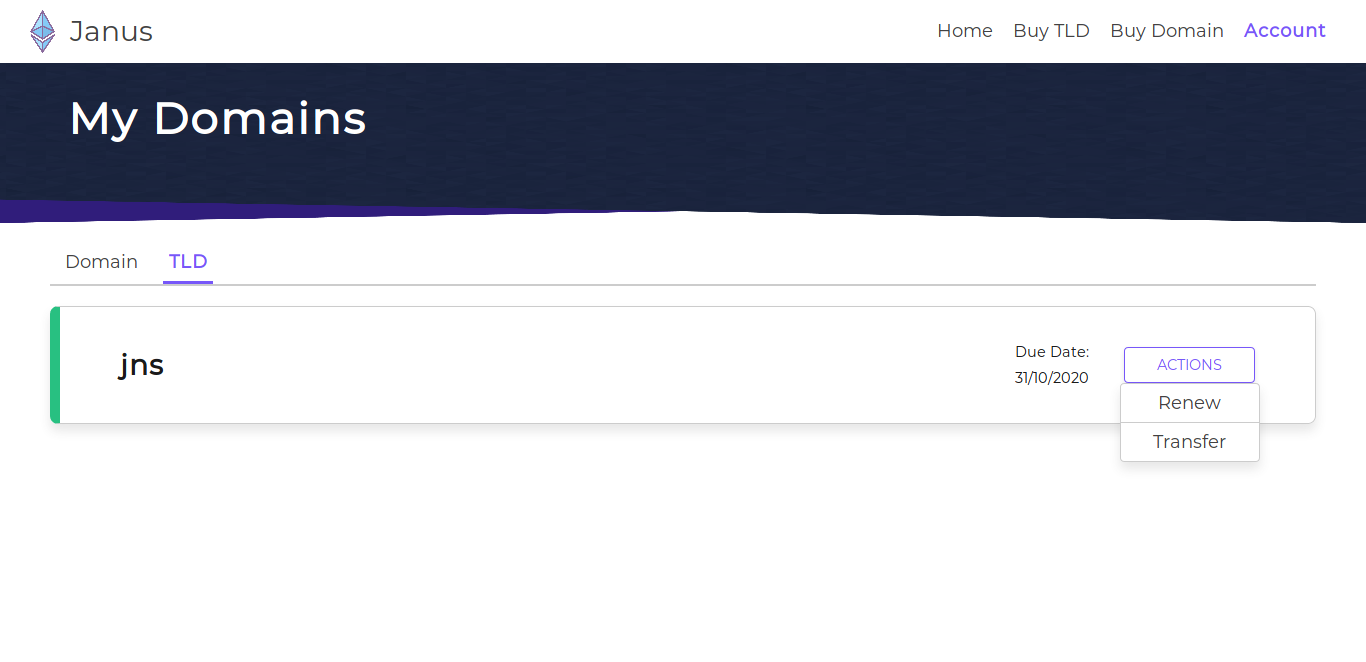 Janus
Home Buy TLD Buy Domain Account
My Domains
Domain TLD
jns
Due Date:
31/10/2020
ACTIONS
Renew
Transfer